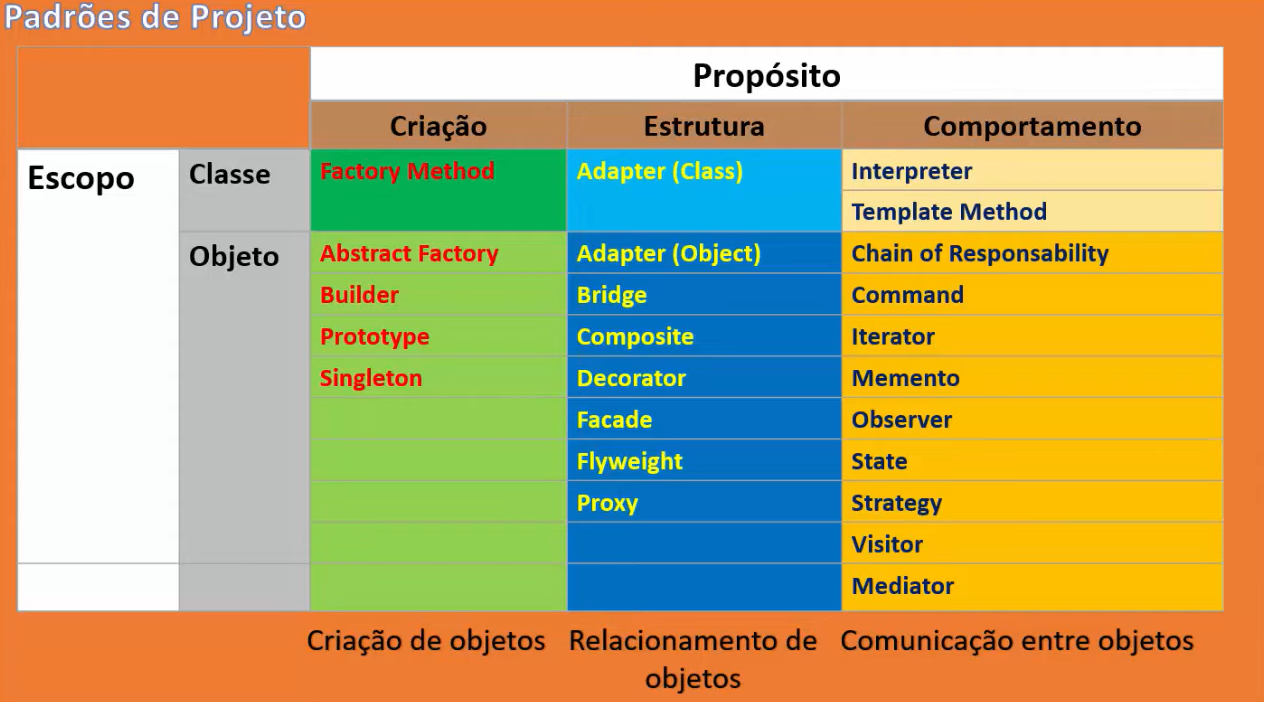 Padrões de Projeto
Propósito
Criação Estrutura Comportamento
Escopo Classe Factory Method Adapter (Class) Interpreter
Template Method
Objeto Abstract Factory Adapter (Object) Chain of Responsability
Builder Bridge Command
Prototype Composite Iterator
Singleton Decorator Memento
Facade Observer
Flyweight State
Proxy Strategy
Visitor
Mediator
Criação de objetos Relacionamento de Comunicação entre objetos
objetos